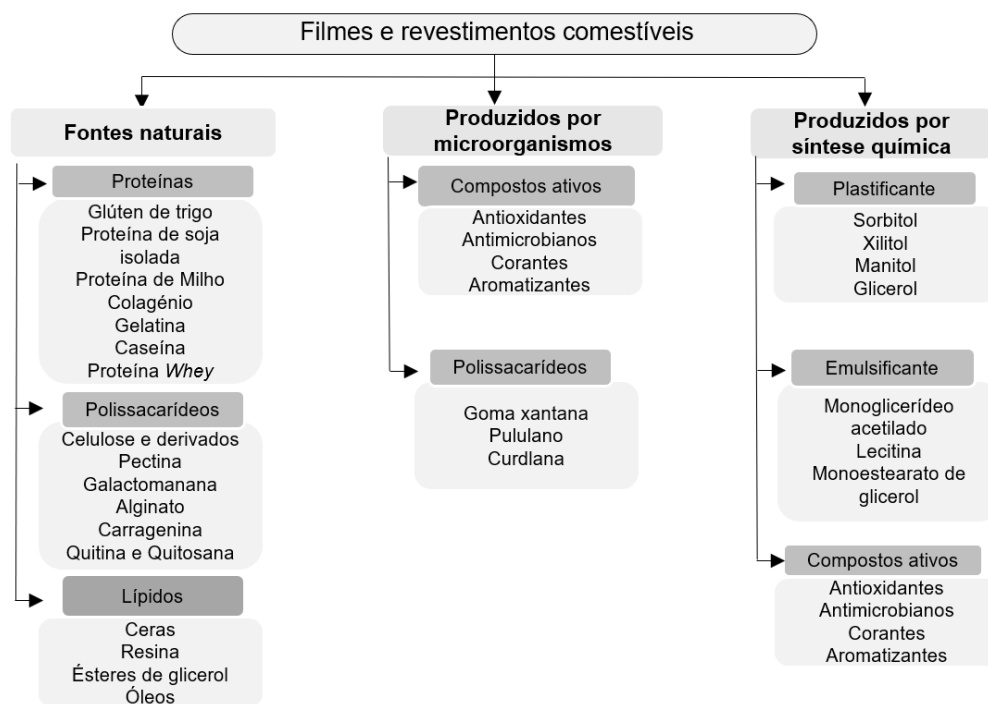 Filmes e revestimentos comestíveis
Fontes naturais
Proteínas
Glúten de trigo
Proteína de soja
isolada
Proteína de Milho
Colagénio
Gelatina
Caseína
Proteína Whey
Polissacarídeos
Celulose e derivados
Pectina
Galactomanana
Alginato
Carragenina
Quitina e Quitosana
Lípidos
Ceras
Resina
Ésteres de glicerol
Óleos
Produzidos por
microorganismos
Compostos ativos
Antioxidantes
Antimicrobianos
Corantes
Aromatizantes
Polissacarídeos
Goma xantana
Pululano
Curdlana
Produzidos por
síntese química
Plastificante
Sorbitol
Xilitol
Manitol
Glicerol
Emulsificante
Monoglicerídeo
acetilado
Lecitina
Monoestearato de
glicerol
Compostos ativos
Antioxidantes
Antimicrobianos
Corantes
Aromatizantes